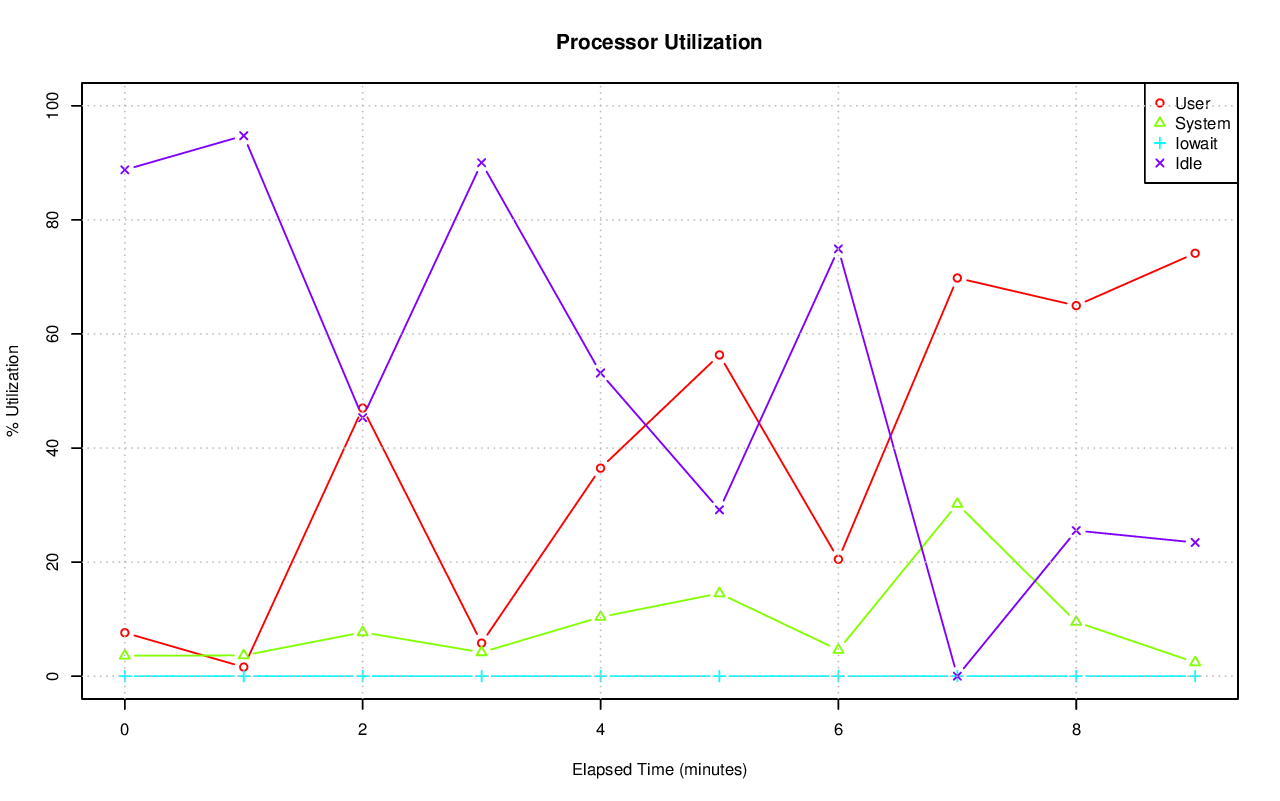 Processor Utilization
User
System
Iowait
Idle
% Utilization
100
80
60
40
20
0
0 2 4 6 8
Elapsed Time (minutes)